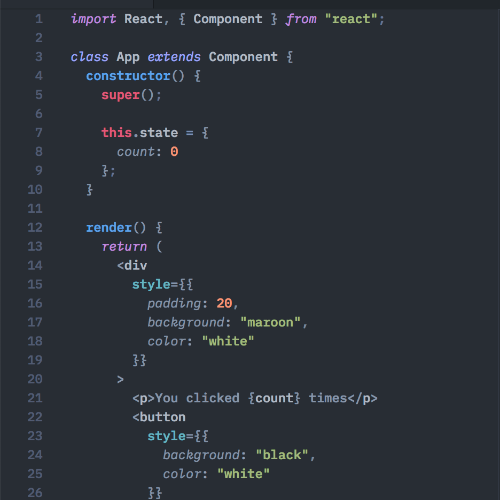 1 import React, { Component } from "react";
2
3 class App extends Component {
4   constructor() {
5     super();
6
7     this.state = {
8       count: 0
9     };
10   }
11
12   render() {
13     return (
14       <div
15         style={{
16           padding: 20,
17           background: "maroon",
18           color: "white"
19         }}
20       >
21         <p>You clicked {count} times</p>
22         <button
23           style={{
24             background: "black",
25             color: "white"
26           }}